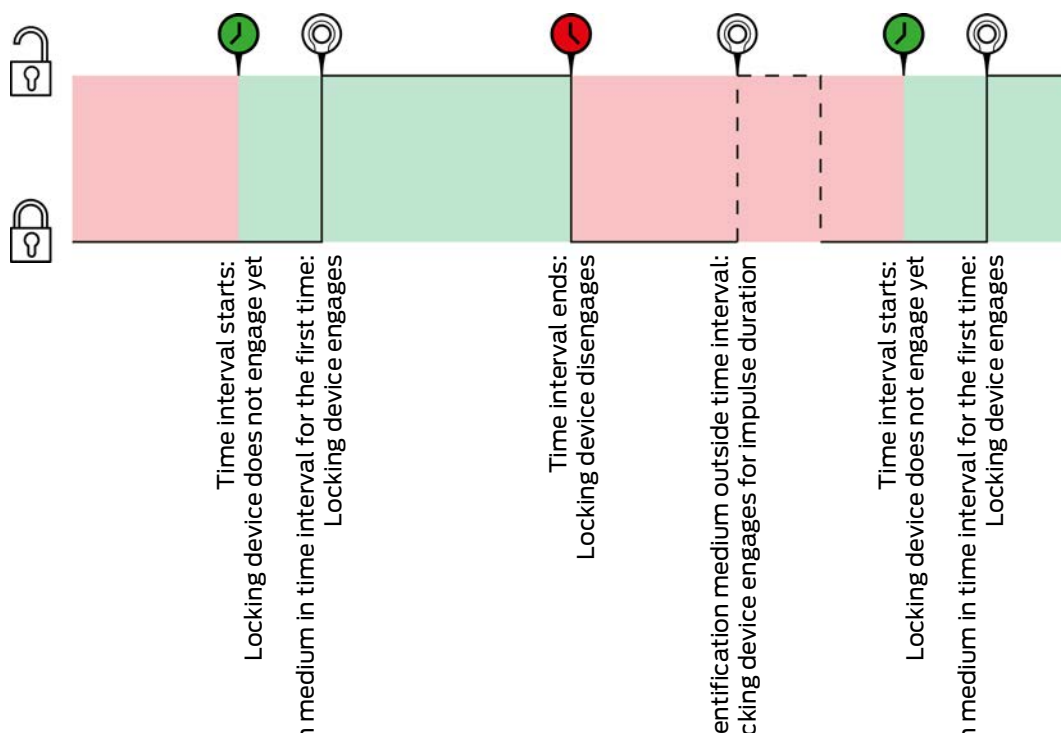 Time interval starts:
Locking device does not engage yet
medium in time interval for the first time:
Locking device engages
Time interval ends:
Locking device disengages
medium outside time interval:
device engages for impulse duration
Time interval starts:
Locking device does not engage yet
medium in time interval for the first time:
Locking device engages